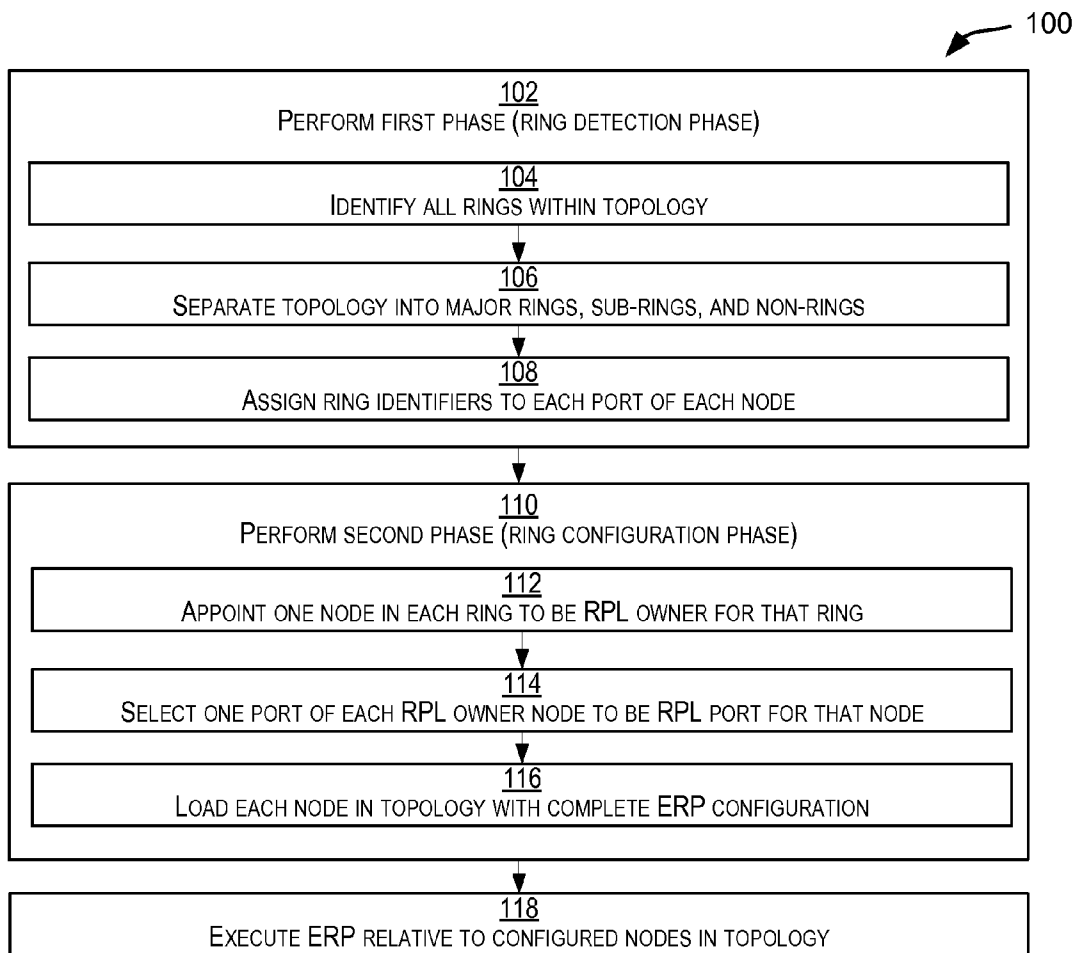 100
102
PERFORM FIRST PHASE (RING DETECTION PHASE)
104
IDENTIFY ALL RINGS WITHIN TOPOLOGY
106
SEPARATE TOPOLOGY INTO MAJOR RINGS, SUB-RINGS, AND NON-RINGS
108
ASSIGN RING IDENTIFIERS TO EACH PORT OF EACH NODE
110
PERFORM SECOND PHASE (RING CONFIGURATION PHASE)
112
APPOINT ONE NODE IN EACH RING TO BE RPL OWNER FOR THAT RING
114
SELECT ONE PORT OF EACH RPL OWNER NODE TO BE RPL PORT FOR THAT NODE
116
LOAD EACH NODE IN TOPOLOGY WITH COMPLETE ERP CONFIGURATION
118
EXECUTE ERP RELATIVE TO CONFIGURED NODES IN TOPOLOGY